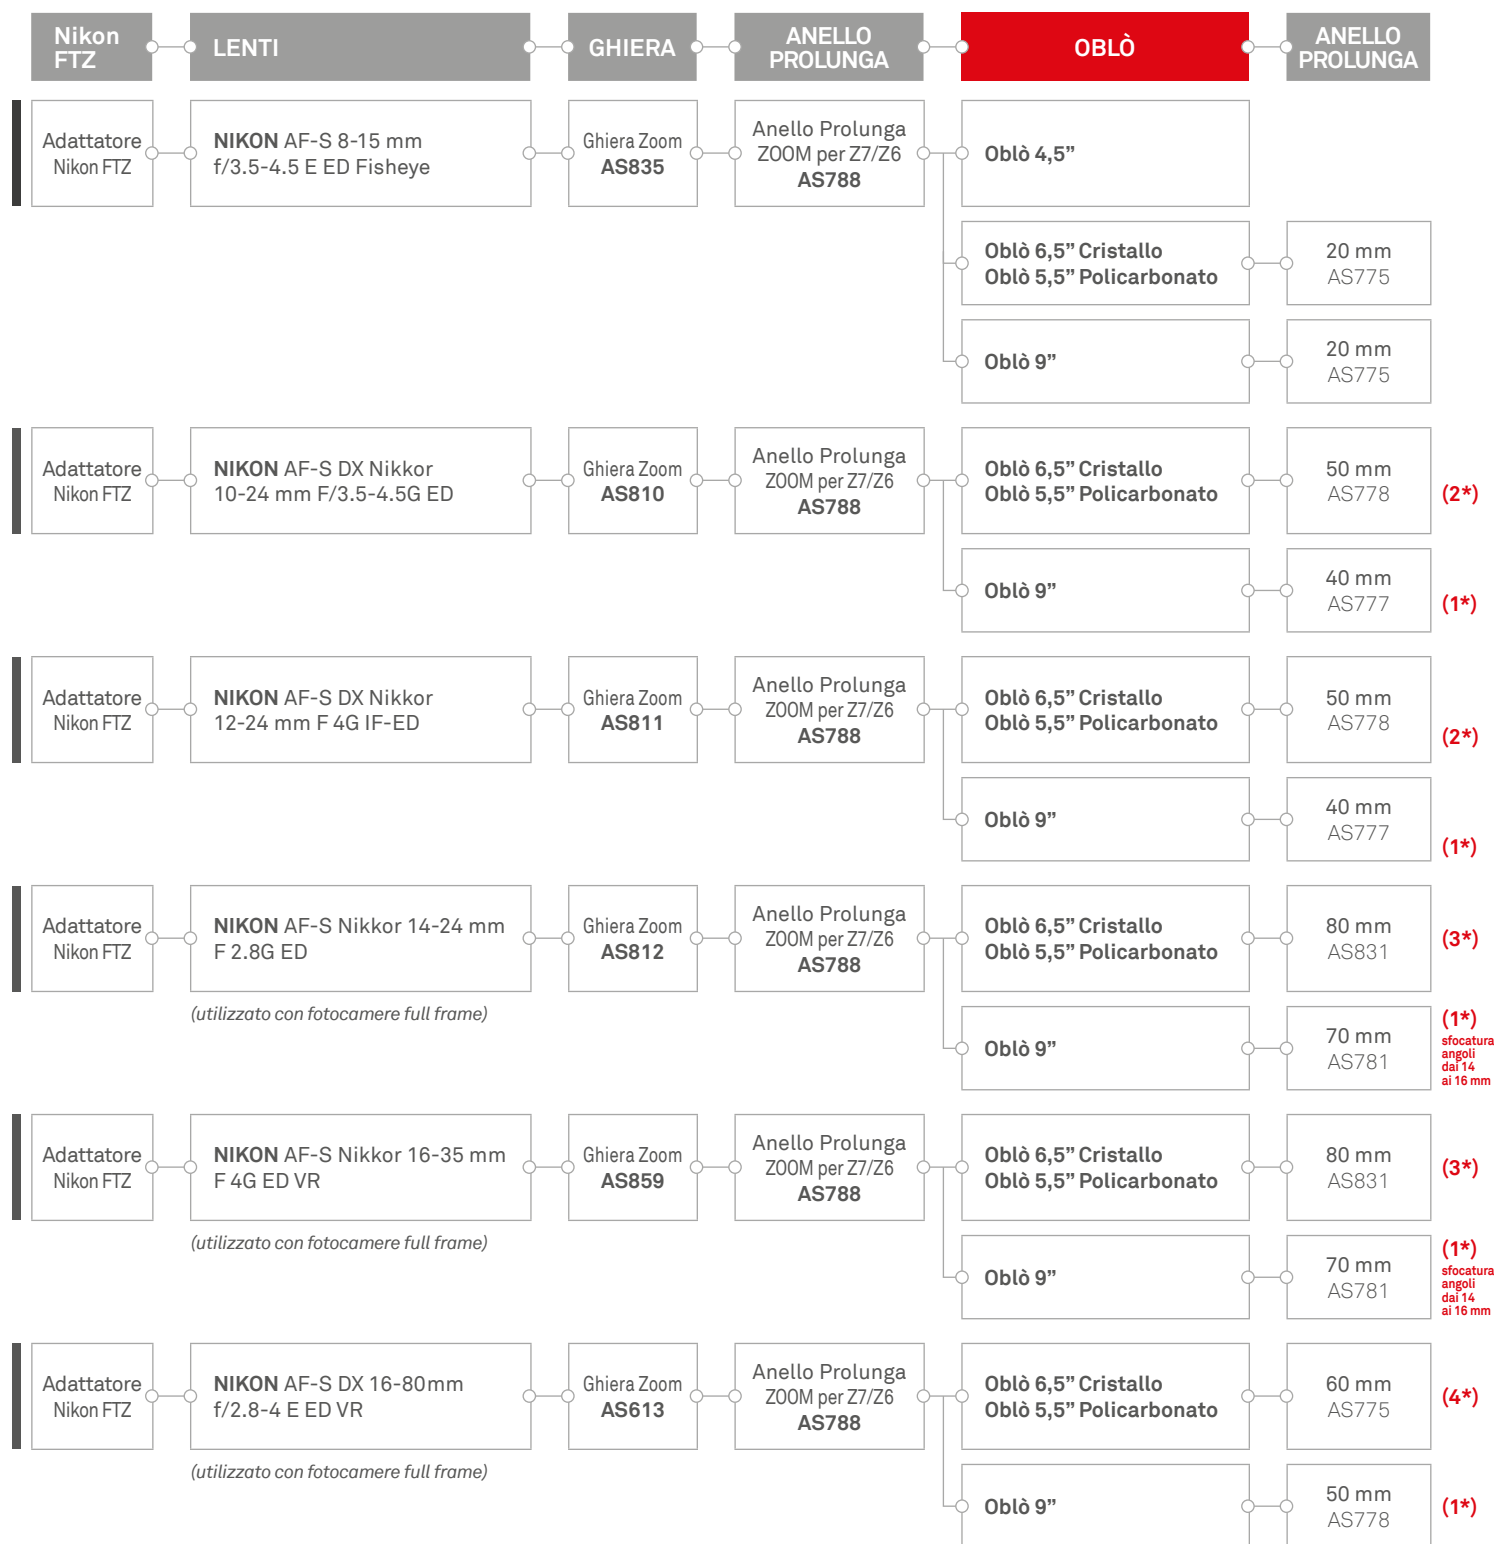 Nikon
FTZ
LENTI
GHIERA
ANELLO
PROLUNGA
OBLÒ
ANELLO
PROLUNGA
Adattatore
Nikon FTZ
NIKON AF-S 8-15 mm
f/3.5-4.5 E ED Fisheye
Ghiera Zoom
AS835
Anello Prolunga
ZOOM per Z7/Z6
AS788
Oblò 4,5”
Oblò 6,5” Cristallo
Oblò 5,5” Policarbonato
20 mm
AS775
Oblò 9”
20 mm
AS775
Adattatore
Nikon FTZ
NIKON AF-S DX Nikkor
10-24 mm F/3.5-4.5G ED
Ghiera Zoom
AS810
Anello Prolunga
ZOOM per Z7/Z6
AS788
Oblò 6,5” Cristallo
Oblò 5,5” Policarbonato
50 mm
AS778
(2*)
Oblò 9”
40 mm
AS777
(1*)
Adattatore
Nikon FTZ
NIKON AF-S DX Nikkor
12-24 mm F 4G IF-ED
Ghiera Zoom
AS811
Anello Prolunga
ZOOM per Z7/Z6
AS788
Oblò 6,5” Cristallo
Oblò 5,5” Policarbonato
50 mm
AS778
(2*)
Oblò 9”
40 mm
AS777
(1*)
Adattatore
Nikon FTZ
NIKON AF-S Nikkor 14-24 mm
F 2.8G ED
(utilizzato con fotocamere full frame)
Ghiera Zoom
AS812
Anello Prolunga
ZOOM per Z7/Z6
AS788
Oblò 6,5” Cristallo
Oblò 5,5” Policarbonato
80 mm
AS831
(3*)
Oblò 9”
70 mm
AS781
(1*)
sfocatura
angoli
dai 14
ai 16 mm
Adattatore
Nikon FTZ
NIKON AF-S Nikkor 16-35 mm
F 4G ED VR
(utilizzato con fotocamere full frame)
Ghiera Zoom
AS859
Anello Prolunga
ZOOM per Z7/Z6
AS788
Oblò 6,5” Cristallo
Oblò 5,5” Policarbonato
80 mm
AS831
(3*)
Oblò 9”
70 mm
AS781
(1*)
sfocatura
angoli
dai 14
ai 16 mm
Adattatore
Nikon FTZ
NIKON AF-S DX 16-80mm
f/2.8-4 E ED VR
(utilizzato con fotocamere full frame)
Ghiera Zoom
AS613
Anello Prolunga
ZOOM per Z7/Z6
AS788
Oblò 6,5” Cristallo
Oblò 5,5” Policarbonato
60 mm
AS775
(4*)
Oblò 9”
50 mm
AS778
(1*)